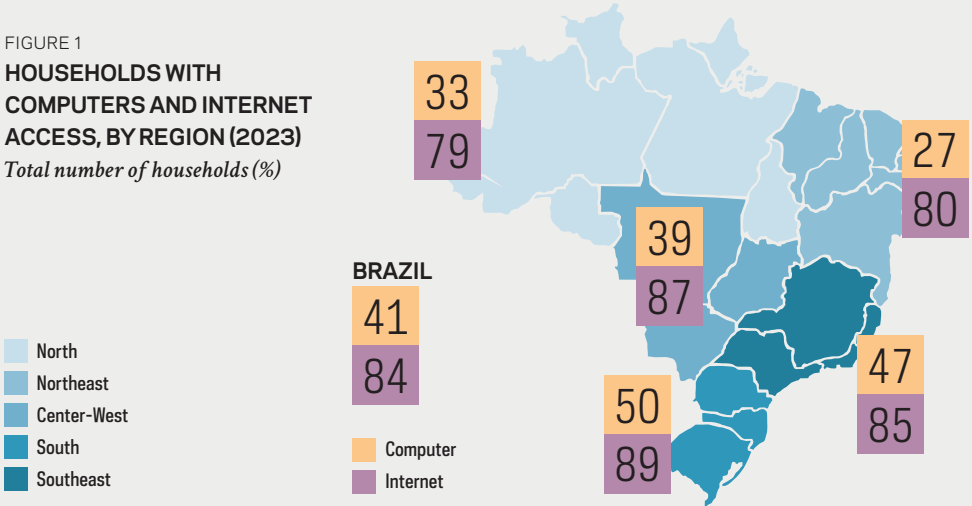 FIGURE 1
HOUSEHOLDS WITH
COMPUTERS AND INTERNET
ACCESS, BY REGION (2023)
Total number of households (%)
33
79
27
80
39
87
BRAZIL
41
84
47
85
50
89
North
Northeast
Center-West
South
Southeast
Computer
Internet